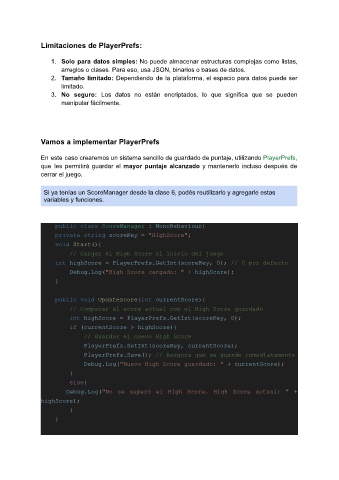 Limitaciones de PlayerPrefs:
1. Solo para datos simples: No puede almacenar estructuras complejas como listas,
arreglos o clases. Para eso, usa JSON, binarios o bases de datos.
2. Tamaño limitado: Dependiendo de la plataforma, el espacio para datos puede ser
limitado.
3. No seguro: Los datos no están encriptados, lo que significa que se pueden
manipular fácilmente.
Vamos a implementar PlayerPrefs
En este caso crearemos un sistema sencillo de guardado de puntaje, utilizando PlayerPrefs,
que les permitirá guardar el mayor puntaje alcanzado y mantenerlo incluso después de
cerrar el juego.
Si ya tenías un ScoreManager desde la clase 6, podés reutilizarlo y agregarle estas
variables y funciones.
public class ScoreManager : MonoBehaviour{
private string scoreKey = "HighScore";
void Start(){
// Cargar el High Score al inicio del juego
int highScore = PlayerPrefs.GetInt(scoreKey, 0); // 0 por defecto
Debug.Log("High Score cargado: " + highScore);
}
public void UpdateScore(int currentScore){
// Comparar el score actual con el High Score guardado
int highScore = PlayerPrefs.GetInt(scoreKey, 0);
if (currentScore > highScore){
// Guardar el nuevo High Score
PlayerPrefs.SetInt(scoreKey, currentScore);
PlayerPrefs.Save(); // Asegura que se guarde inmediatamente
Debug.Log("Nuevo High Score guardado: " + currentScore);
}
else{
Debug.Log("No se superó el High Score. High Score actual: " +
highScore);
}
}